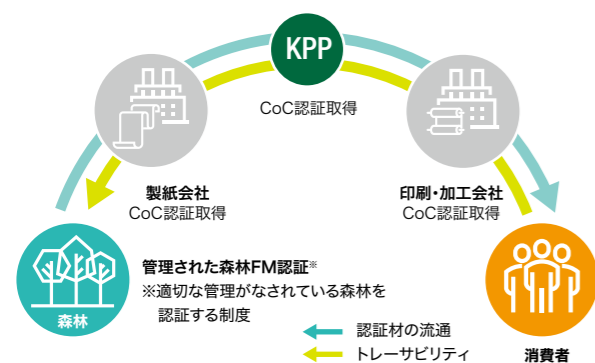 KPP
CoC認証取得
製紙会社
CoC認証取得
印刷・加工会社
CoC認証取得
森林
管理された森林FM認証※
※適切な管理がなされている森林を
認証する制度
認証材の流通
トレーサビリティ
消費者